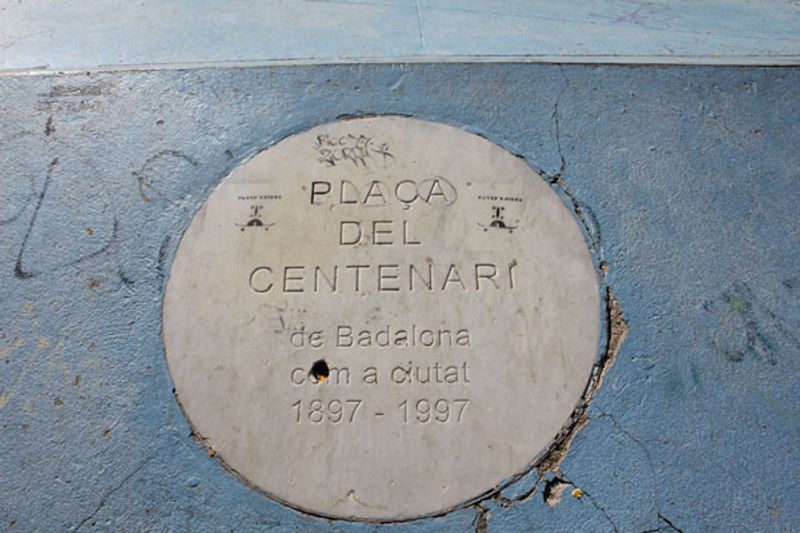 PLAÇA
DEL
CENTENARI
de Badalona
com a ciutat
1897 - 1997